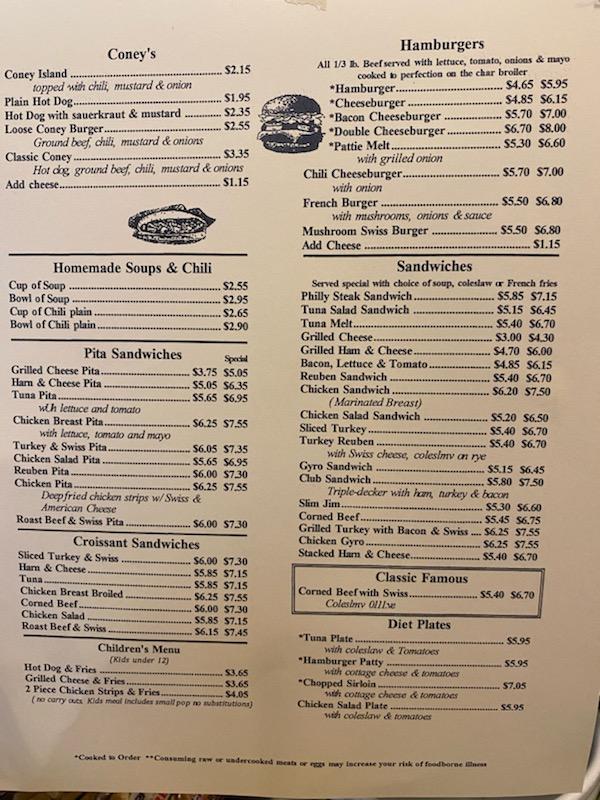 Coney's
Coney Island $2.15
topped with chili, mustard & onion
Plain Hot Dog $1.95
Hot Dog with sauerkraut & mustard $2.35
Loose Coney Burger $2.55
Ground beef, chili, mustard & onions
Classic Coney $3.35
Hot dog, ground beef, chili, mustard & onions
Add cheese $1.15
Homemade Soups & Chili
Cup of Soup $2.55
Bowl of Soup $2.95
Cup of Chili plain $2.65
Bowl of Chili plain $2.90
Pita Sandwiches
Special
Grilled Cheese Pita $3.75 $5.05
Ham & Cheese Pita $5.05 $6.35
Tuna Pita $5.65 $6.95
with lettuce and tomato
Chicken Breast Pita $6.25 $7.55
with lettuce, tomato and mayo
Turkey & Swiss Pita $6.05 $7.35
Chicken Salad Pita $5.65 $6.95
Reuben Pita $6.00 $7.30
Chicken Pita $6.25 $7.55
Deep fried chicken strips w/ Swiss &
American Cheese
Roast Beef & Swiss Pita $6.00 $7.30
Croissant Sandwiches
Sliced Turkey & Swiss $6.00 $7.30
Ham & Cheese $5.85 $7.15
Tuna $5.85 $7.15
Chicken Breast Broiled $6.25 $7.55
Corned Beef $6.00 $7.30
Chicken Salad $5.85 $7.15
Roast Beef & Swiss $6.15 $7.45
Children's Menu
(Kids under 12)
Hot Dog & Fries $3.65
Grilled Cheese & Fries $3.65
2 Piece Chicken Strips & Fries $4.05
(no carry outs Kids meal includes small pop no substitutions)
Hamburgers
All 1/3 lb. Beef served with lettuce, tomato, onions & mayo
cooked to perfection on the char broiler
*Hamburger $4.65 $5.95
*Cheeseburger $4.85 $6.15
*Bacon Cheeseburger $5.70 $7.00
*Double Cheeseburger $6.70 $8.00
*Pattie Melt $5.30 $6.60
with grilled onion
Chili Cheeseburger $5.70 $7.00
with onion
French Burger $5.50 $6.80
with mushrooms, onions & sauce
Mushroom Swiss Burger $5.50 $6.80
Add Cheese $1.15
Sandwiches
Served special with choice of soup, coleslaw or French fries
Philly Steak Sandwich $5.85 $7.15
Tuna Salad Sandwich $5.15 $6.45
Tuna Melt $5.40 $6.70
Grilled Cheese $3.00 $4.30
Grilled Ham & Cheese $4.70 $6.00
Bacon, Lettuce & Tomato $4.85 $6.15
Reuben Sandwich $5.40 $6.70
Chicken Sandwich $6.20 $7.50
(Marinated Breast)
Chicken Salad Sandwich $5.20 $6.50
Sliced Turkey $5.40 $6.70
Turkey Reuben $5.40 $6.70
with Swiss cheese, coleslmv on rye
Gyro Sandwich $5.15 $6.45
Club Sandwich $5.80 $7.50
Triple-decker with ham, turkey & bacon
Slim Jim $5.30 $6.60
Corned Beef $5.45 $6.75
Grilled Turkey with Bacon & Swiss $6.25 $7.55
Chicken Gyro $6.25 $7.55
Stacked Ham & Cheese $5.40 $6.70
Classic Famous
Corned Beef with Swiss $5.40 $6.70
Coleslmv
Diet Plates
*Tuna Plate $5.95
with coleslaw & Tomatoes
*Hamburger Patty $5.95
with cottage cheese & tomatoes
*Chopped Sirloin $7.05
with cottage cheese & tomatoes
Chicken Salad Plate $5.95
with coleslaw & tomatoes
*Cooked to Order **Consuming raw or undercooked meats or eggs may increase your risk of foodborne illness